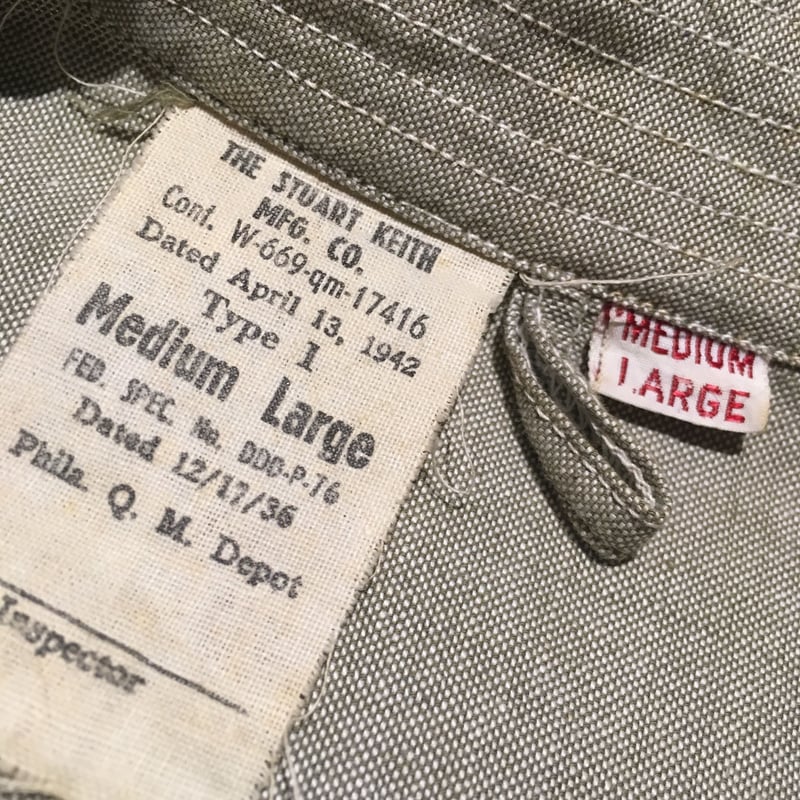 THE STUART KEITH
MFG. CO.
Cont. W-669-qm-17416
Dated April 13, 1942
Type I
Medium Large
FED. SPEC. No. DDD-P-76
Dated 12/17/36
Phila. Q. M. Depot
Inspector
MEDIUM
LARGE